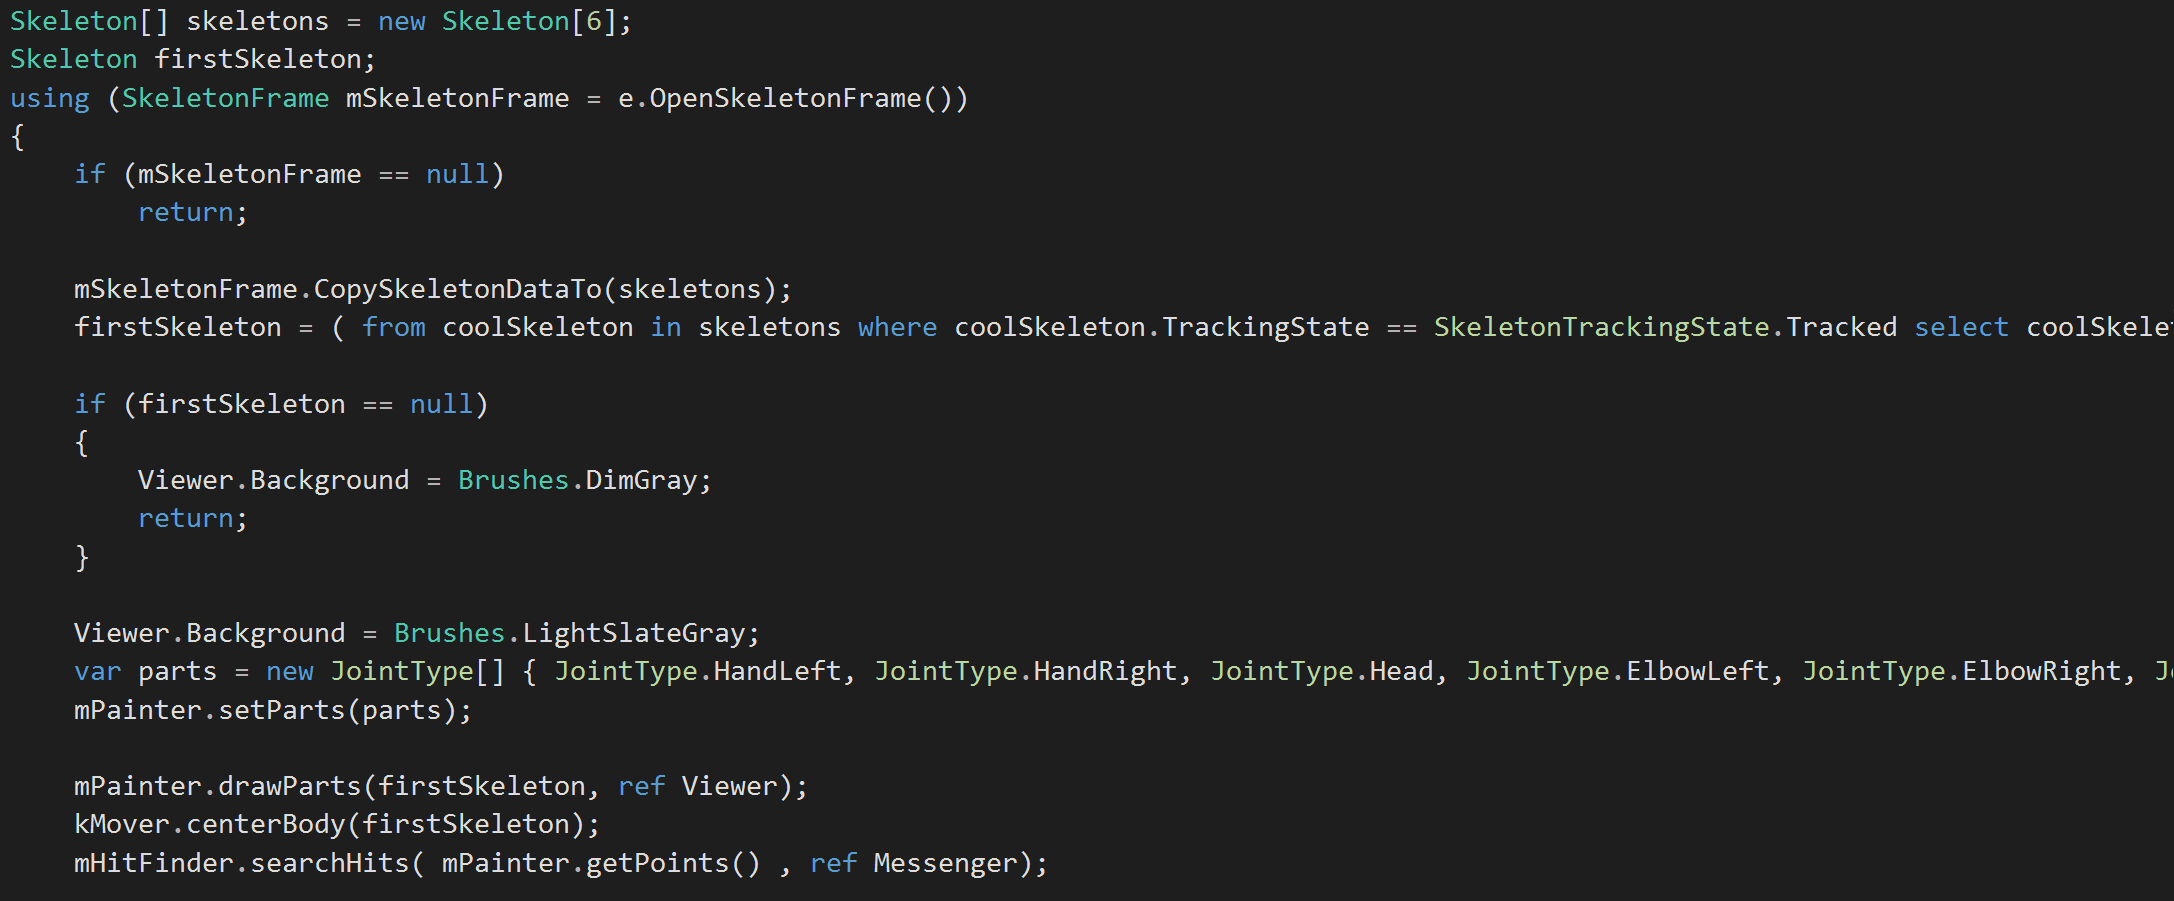 Skeleton[] skeletons = new Skeleton[6];
Skeleton firstSkeleton;
using (SkeletonFrame mSkeletonFrame = e.OpenSkeletonFrame())
{
    if (mSkeletonFrame == null)
        return;

    mSkeletonFrame.CopySkeletonDataTo(skeletons);
    firstSkeleton = ( from coolSkeleton in skeletons where coolSkeleton.TrackingState == SkeletonTrackingState.Tracked select coolSkele

    if (firstSkeleton == null)
    {
        Viewer.Background = Brushes.DimGray;
        return;
    }

    Viewer.Background = Brushes.LightSlateGray;
    var parts = new JointType[] { JointType.HandLeft, JointType.HandRight, JointType.Head, JointType.ElbowLeft, JointType.ElbowRight, J
    mPainter.setParts(parts);

    mPainter.drawParts(firstSkeleton, ref Viewer);
    kMover.centerBody(firstSkeleton);
    mHitFinder.searchHits( mPainter.getPoints() , ref Messenger);